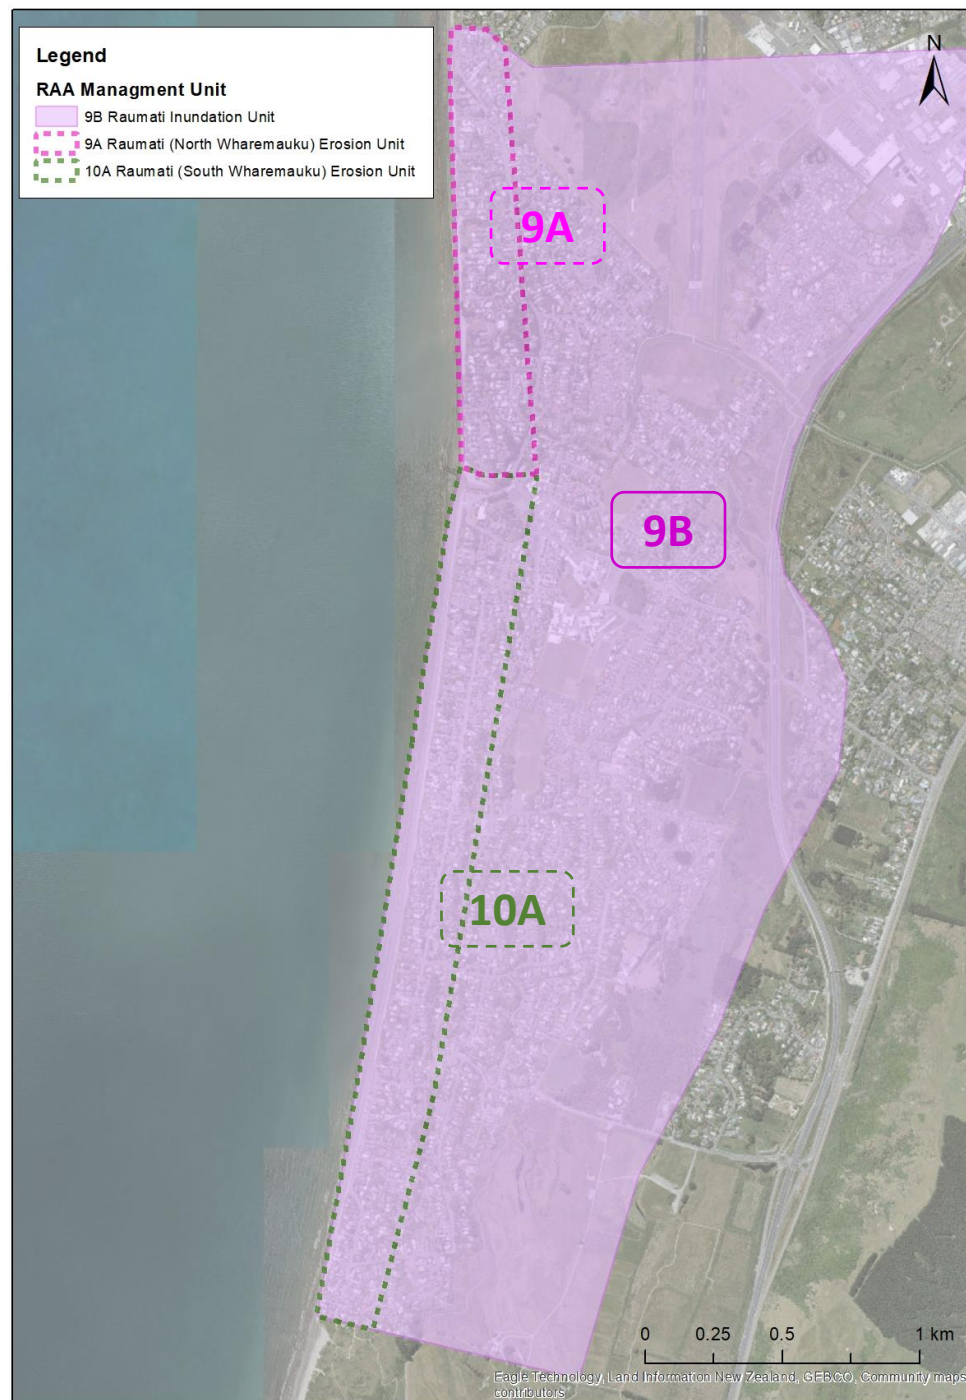 Legend
RAA Managment Unit
9B Raumati Inundation Unit
9A Raumati (North Wharemauku) Erosion Unit
10A Raumati (South Wharemauku) Erosion Unit
N
9A
9B
10A
0 0.25 0.5 1 km
Eagle Technology, Land Information New Zealand, GEBCO, Community maps
contributors